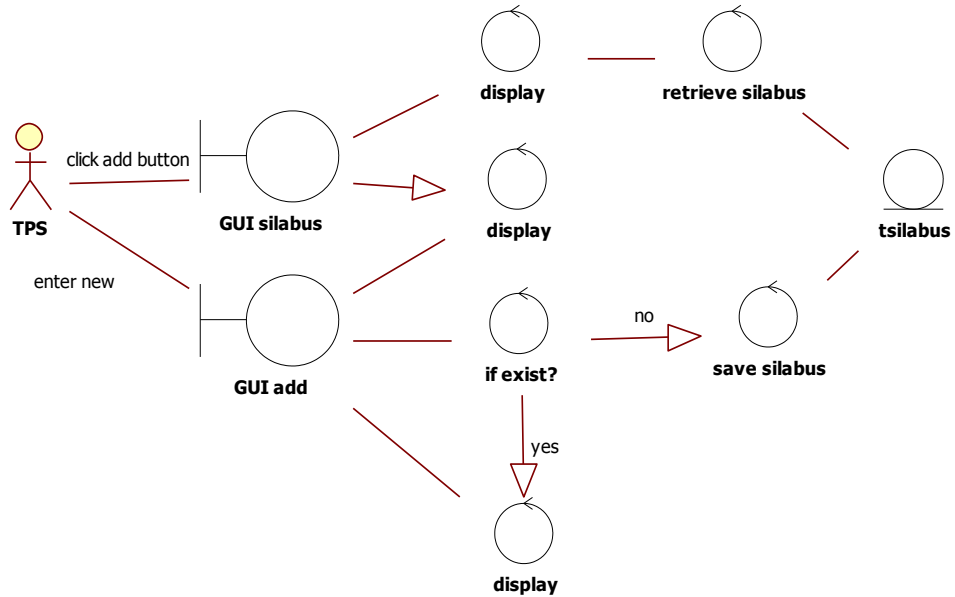 display
retrieve silabus
click add button
TPS
GUI silabus
display
tsilabus
enter new
no
GUI add
if exist?
save silabus
yes
display